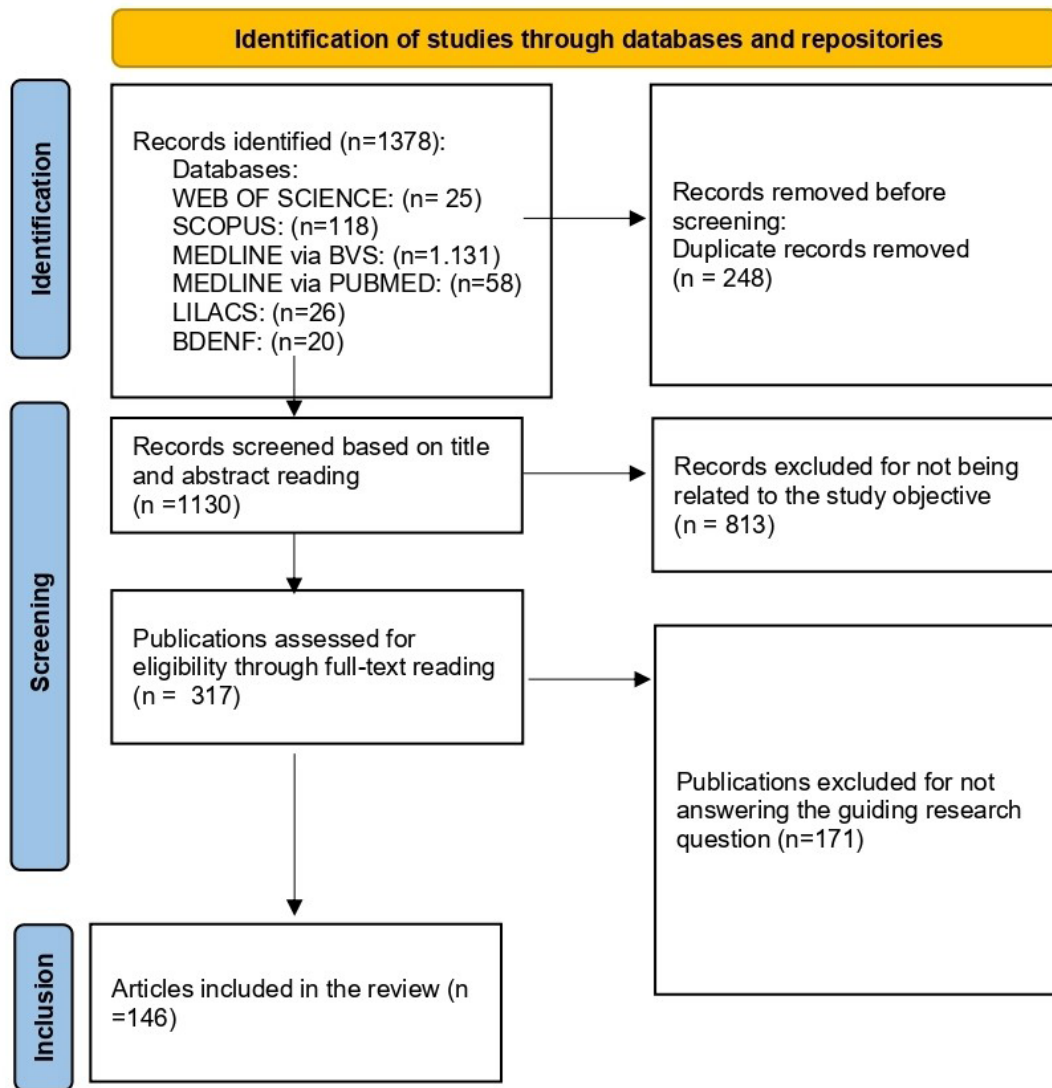 Identification of studies through databases and repositories
Identification
Records identified (n=1378):
Databases:
WEB OF SCIENCE: (n= 25)
SCOPUS: (n=118)
MEDLINE via BVS: (n=1.131)
MEDLINE via PUBMED: (n=58)
LILACS: (n=26)
BDENF: (n=20)
Records removed before
screening:
Duplicate records removed
(n = 248)
Screening
Records screened based on title
and abstract reading
(n =1130)
Records excluded for not being
related to the study objective
(n = 813)
Publications assessed for
eligibility through full-text reading
(n =  317)
Publications excluded for not
answering the guiding research
question (n=171)
Inclusion
Articles included in the review (n
=146)